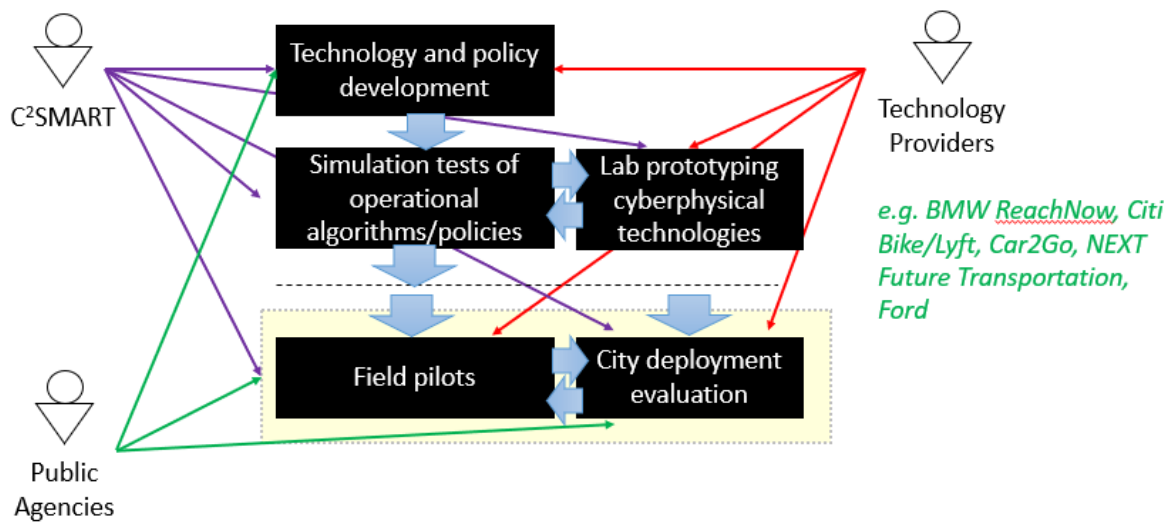 Technology and policy
development
C²SMART
Technology
Providers
Simulation tests of
operational
algorithms/policies
Lab prototyping
cyberphysical
technologies
e.g. BMW ReachNow, Citi
Bike/Lyft, Car2Go, NEXT
Future Transportation,
Ford
Field pilots
City deployment
evaluation
Public
Agencies